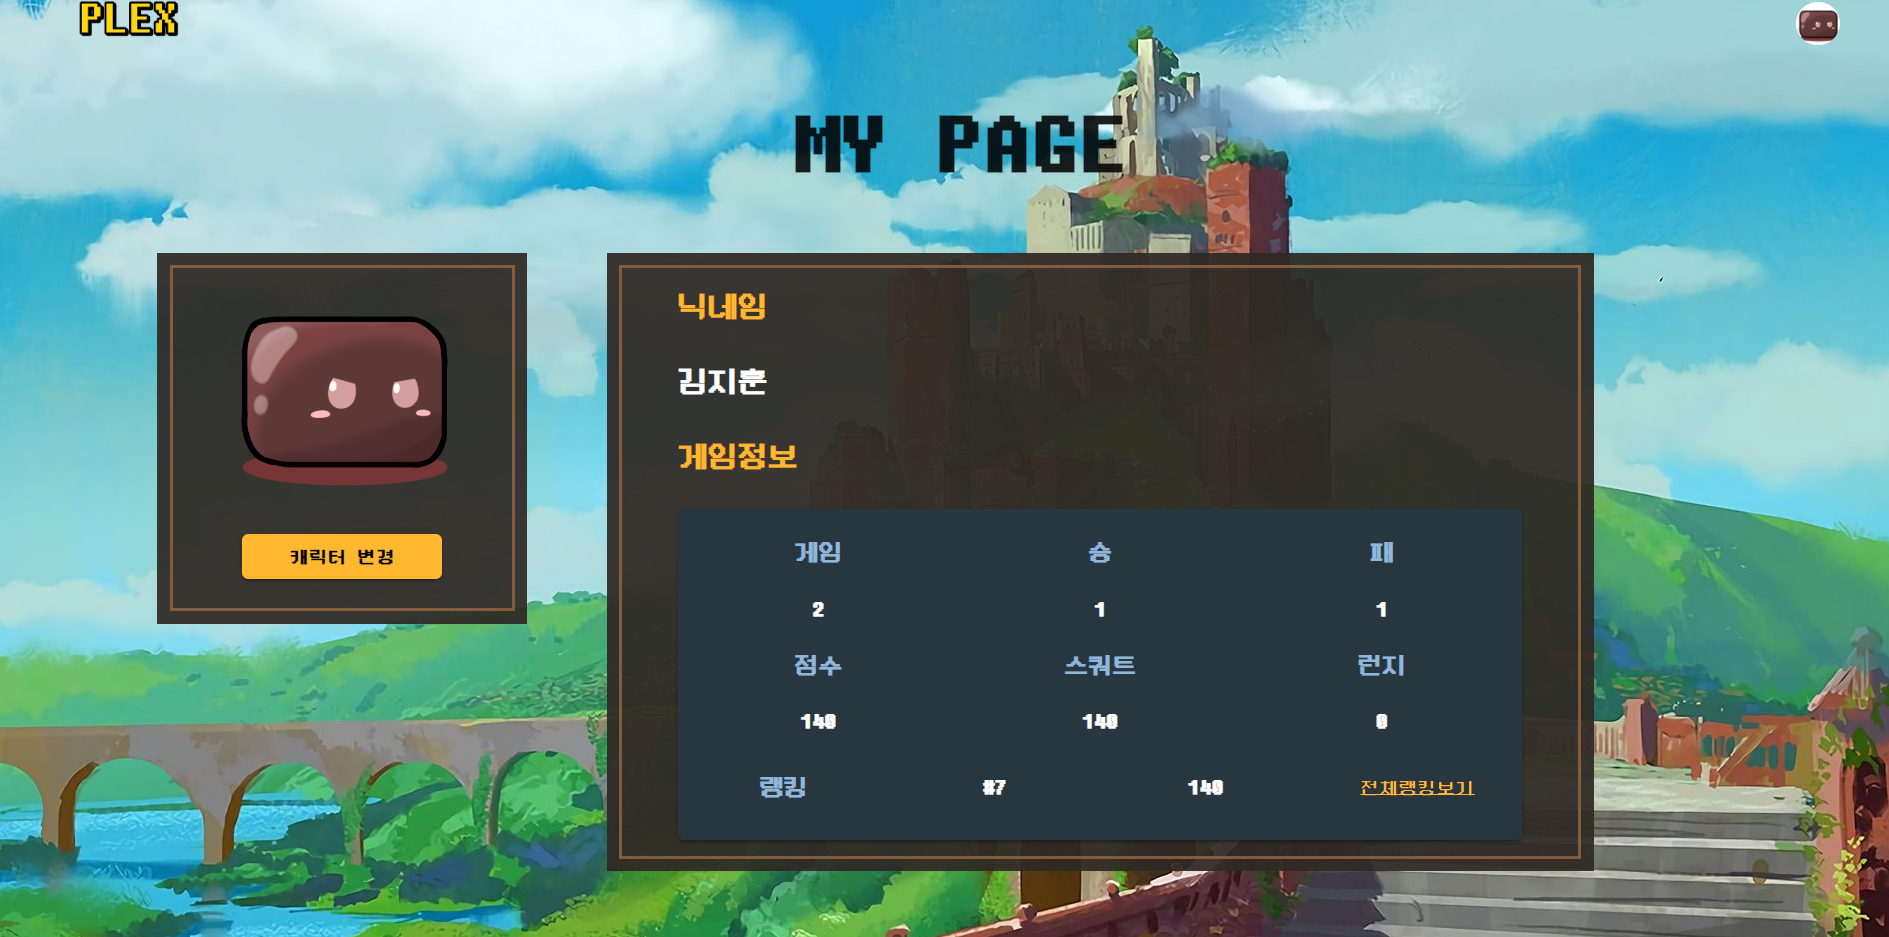 PLEX
MY PAGE
캐릭터 변경
닉네임
김지훈
게임정보
게임 승 패
2 1 1
점수 스쿼트 런지
140 140 0
랭킹 #7 140 전체랭킹보기